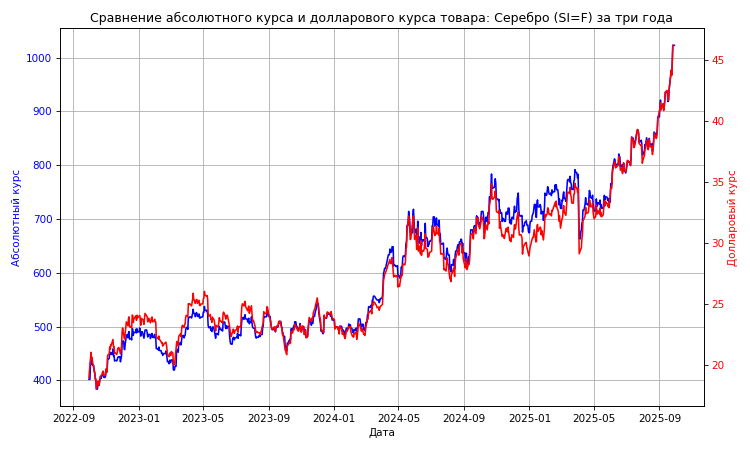 Сравнение абсолютного курса и долларового курса товара: Серебро (SI=F) за три года
1000
900
800
700
600
500
400
Абсолютный курс
45
40
35
30
25
20
Долларовый курс
2022-09 2023-01 2023-05 2023-09 2024-01 2024-05 2024-09 2025-01 2025-05 2025-09
Дата